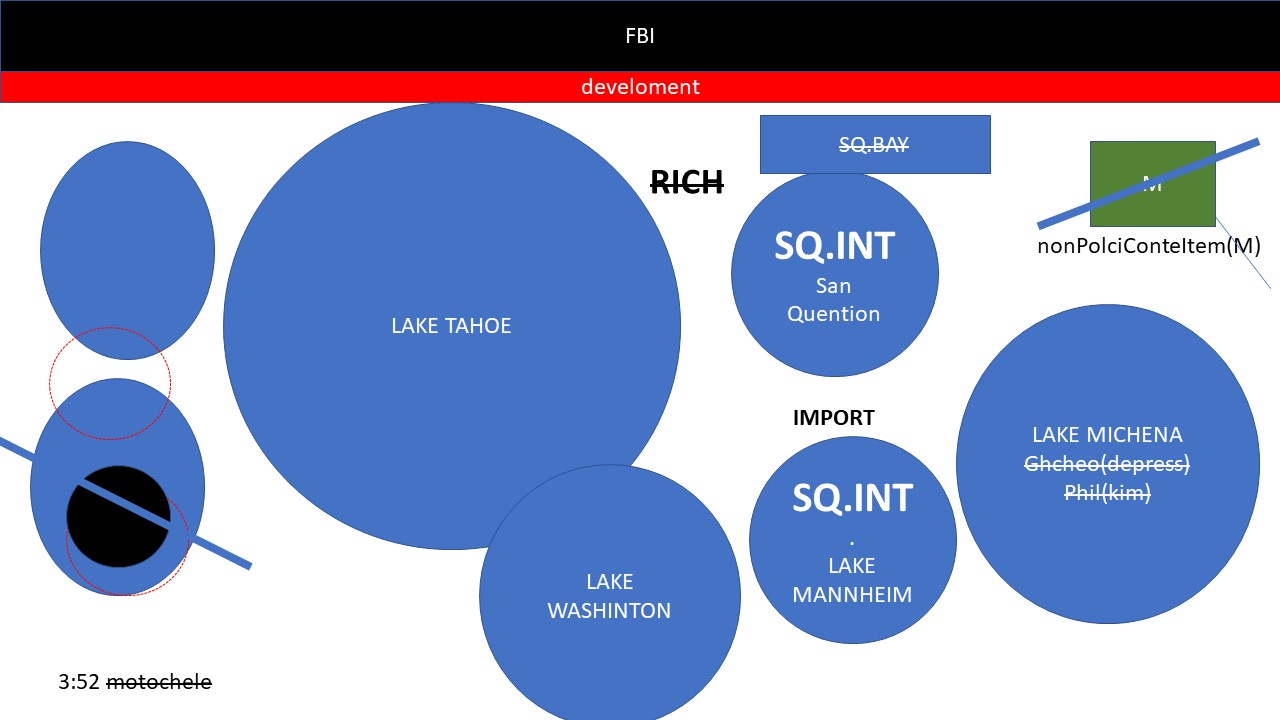 FBI
develoment
SQ.BAY
RICH
M
SQ.INT
San
Quention
nonPolciConteItem(M)
LAKE TAHOE
IMPORT
LAKE MICHENA
Ghcheo(depress)
Phil(kim)
SQ.INT
.
LAKE
MANNHEIM
LAKE
WASHINTON
3:52 motochele